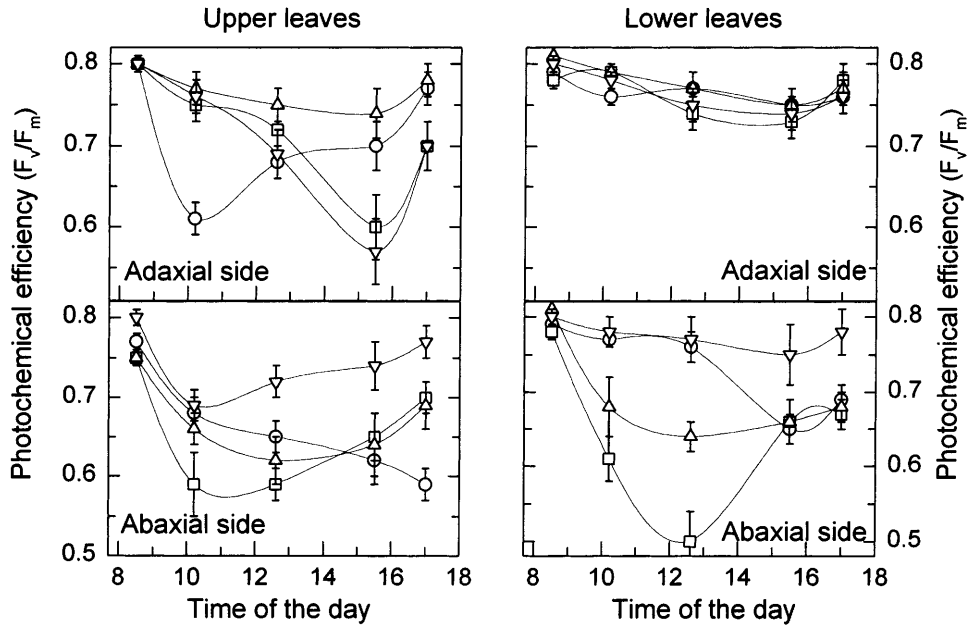 Upper leaves
Lower leaves
Photochemical efficiency (Fv/Fm)
0.8
0.7
0.6
Adaxial side
0.8
0.7
0.6
0.5
Abaxial side
8 10 12 14 16 18
Time of the day
0.8
0.7
0.6
Adaxial side
0.8
0.7
0.6
0.5
Abaxial side
8 10 12 14 16 18
Time of the day
Photochemical efficiency (Fv/Fm)